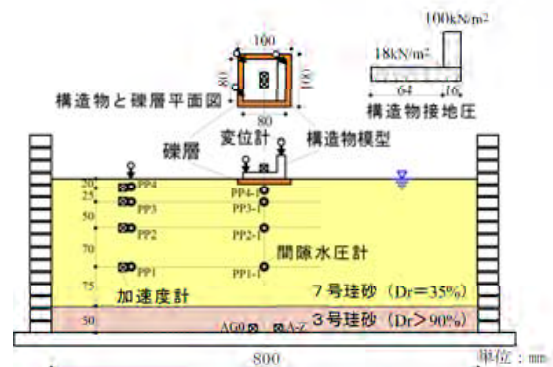 100kN/m²
18kN/m²
64
16
構造物接地圧
100
80
100
80
構造物と礫層平面図
変位計
構造物模型
礫層
20
25
50
70
75
50
PP4
PP4-1
PP3
PP3-1
PP2
PP2-1
PP1
PP1-1
間隙水圧計
加速度計
7号珪砂（Dr＝35%）
3号珪砂（Dr＞90%）
AG0
A-Z
800
単位：mm